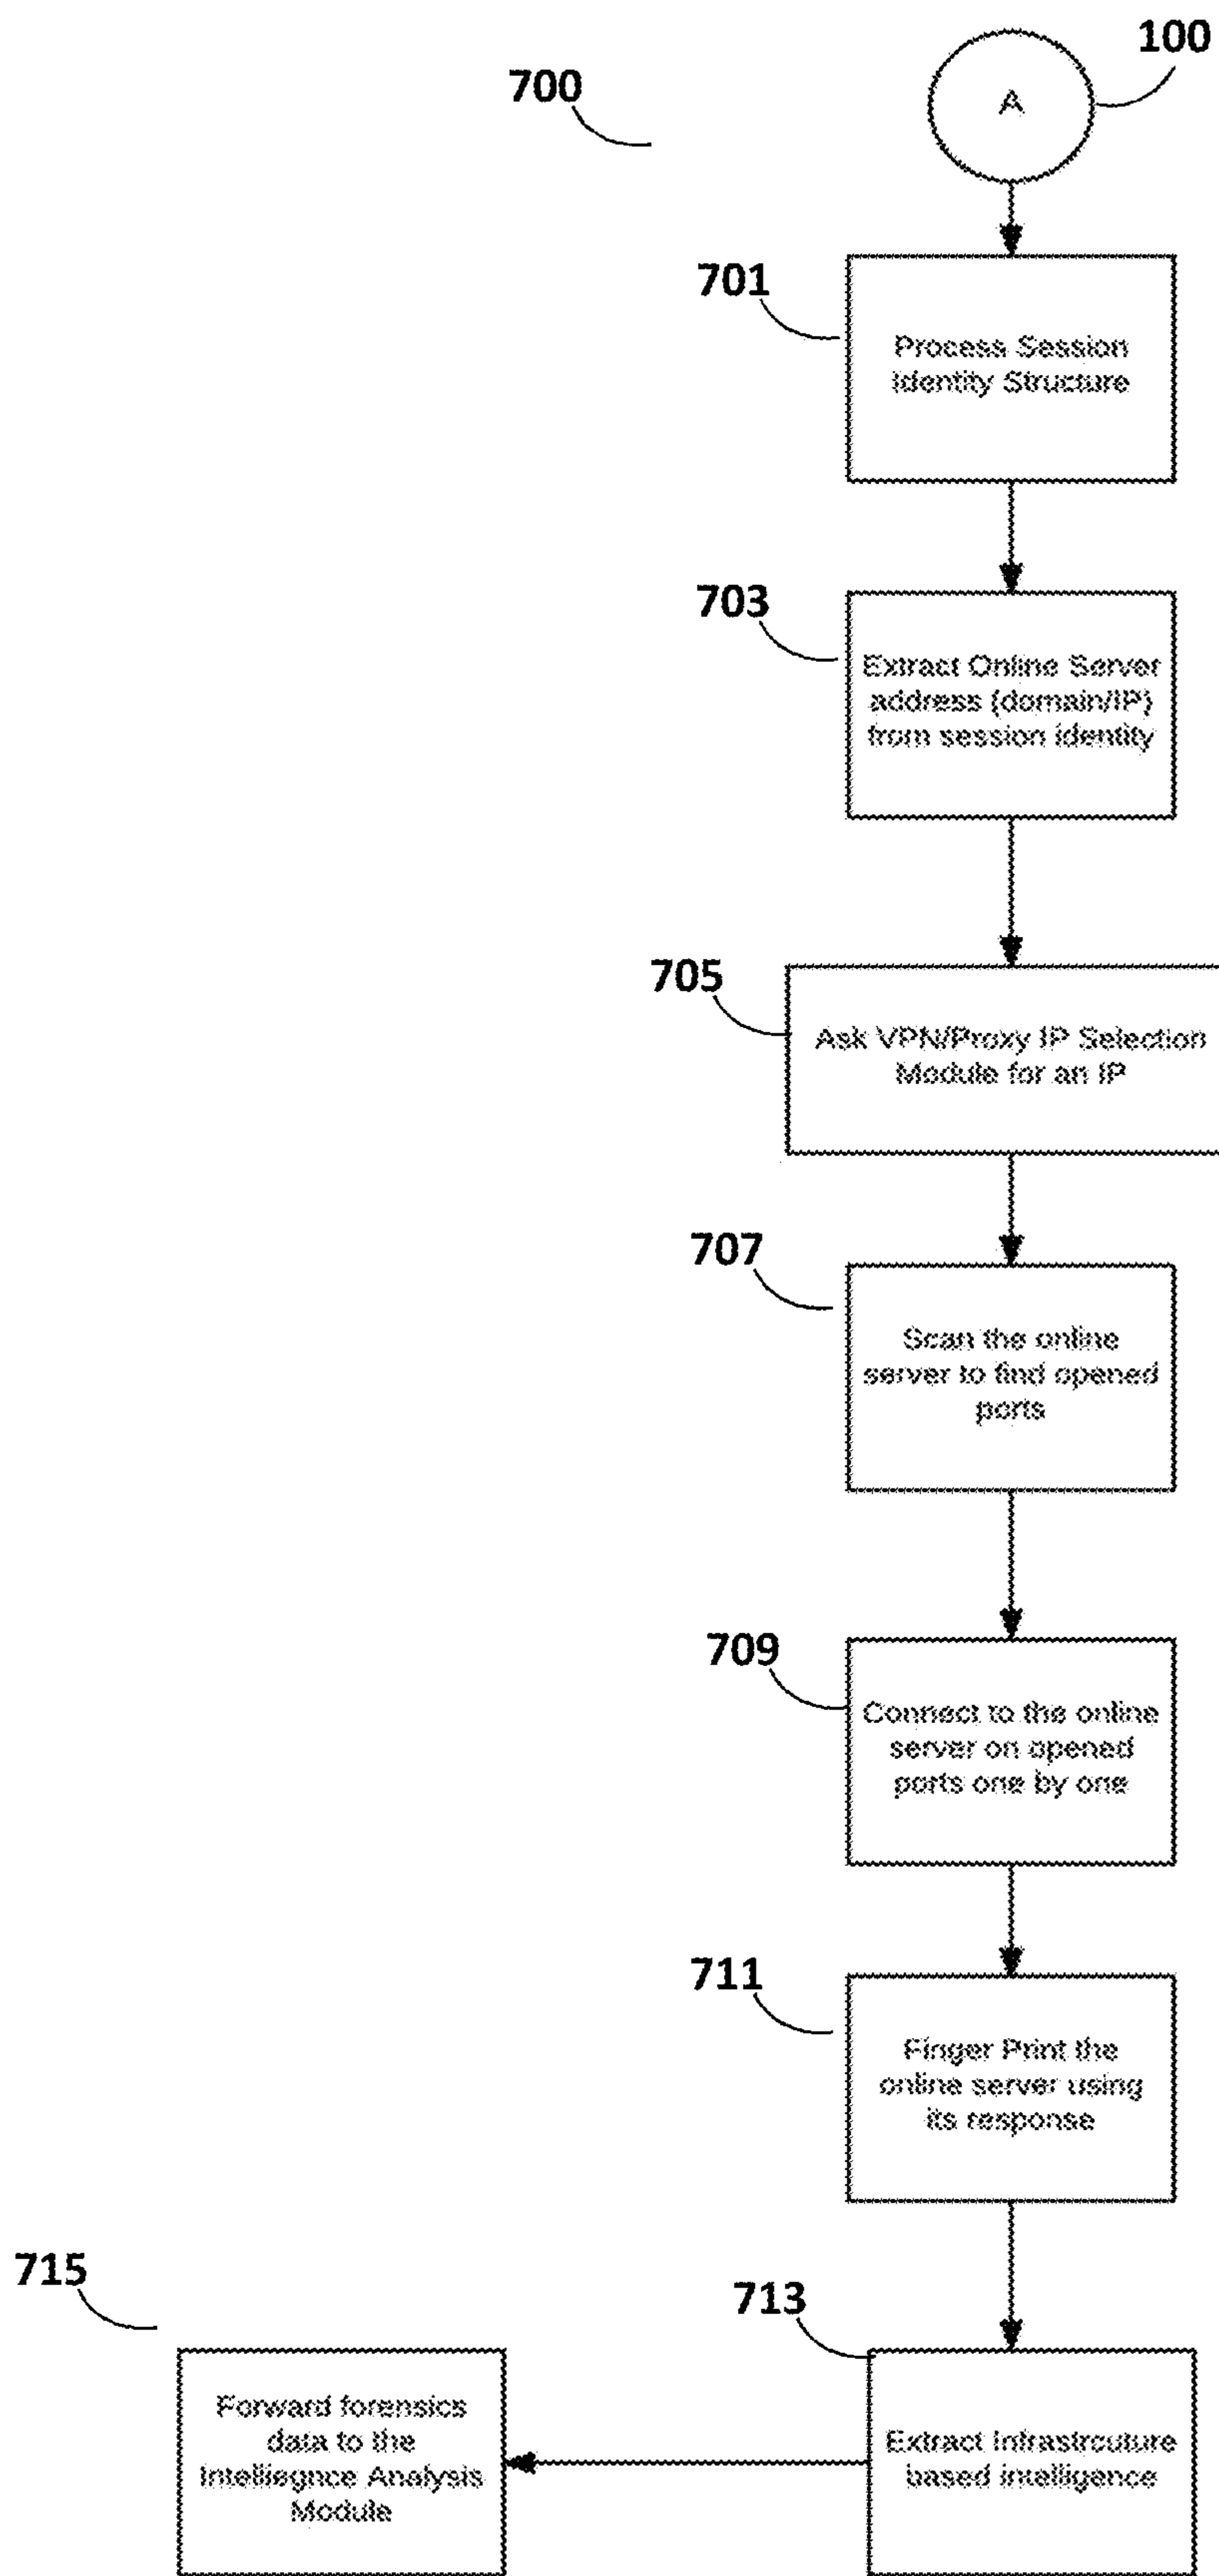 100
700
A
701
Process Session
Identity Structure
703
Extract Online Server
address (domain/IP)
from session identity
705
Ask VPN/Proxy IP Selection
Module for an IP
707
Scan the online
server to find opened
ports
709
Connect to the online
server on opened
ports one by one
711
Finger Print the
online server using
its response
715
713
Forward forensics
data to the
Intelliegnce Analysis
Module
Extract Infrastrcuture
based intelligence